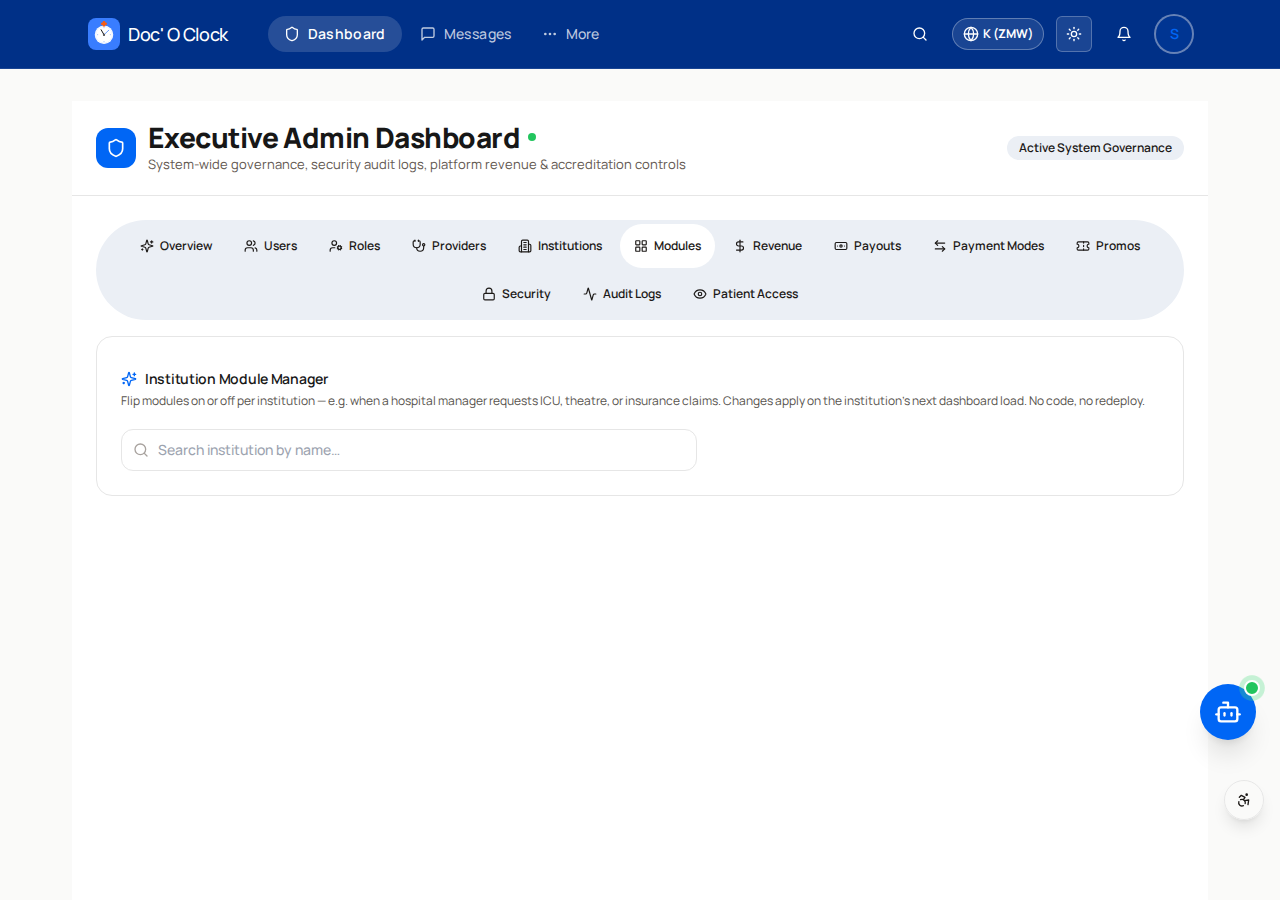 Doc' O Clock
Dashboard
Messages
More
K (ZMW)
S
Executive Admin Dashboard
System-wide governance, security audit logs, platform revenue & accreditation controls
Active System Governance
Overview
Users
Roles
Providers
Institutions
Modules
Revenue
Payouts
Payment Modes
Promos
Security
Audit Logs
Patient Access
Institution Module Manager
Flip modules on or off per institution — e.g. when a hospital manager requests ICU, theatre, or insurance claims. Changes apply on the institution's next dashboard load. No code, no redeploy.
Search institution by name...